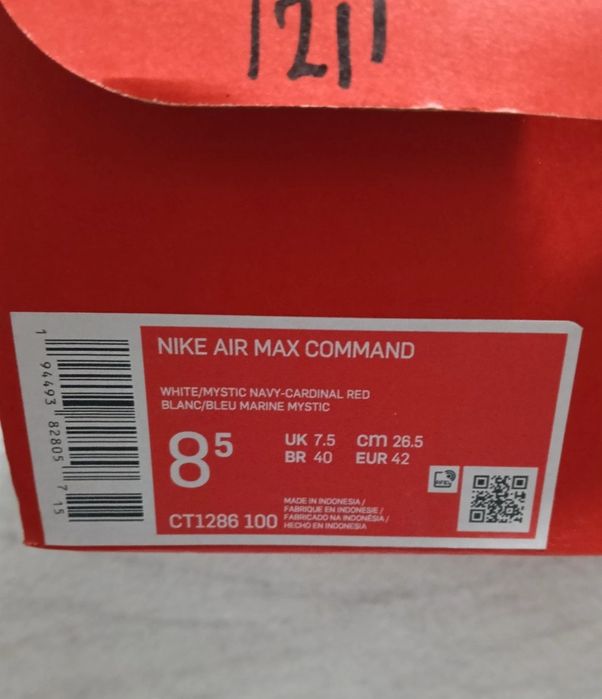 1211
NIKE AIR MAX COMMAND
WHITE/MYSTIC NAVY-CARDINAL RED
BLANC/BLEU MARINE MYSTIC
8⁵
UK 7.5 cm 26.5
BR 40 EUR 42
CT1286 100
MADE IN INDONESIA /
FABRIQUE EN INDONESIE /
FABRICADO NA INDONÉSIA /
HECHO EN INDONESIA
1 94493 82805 7 15